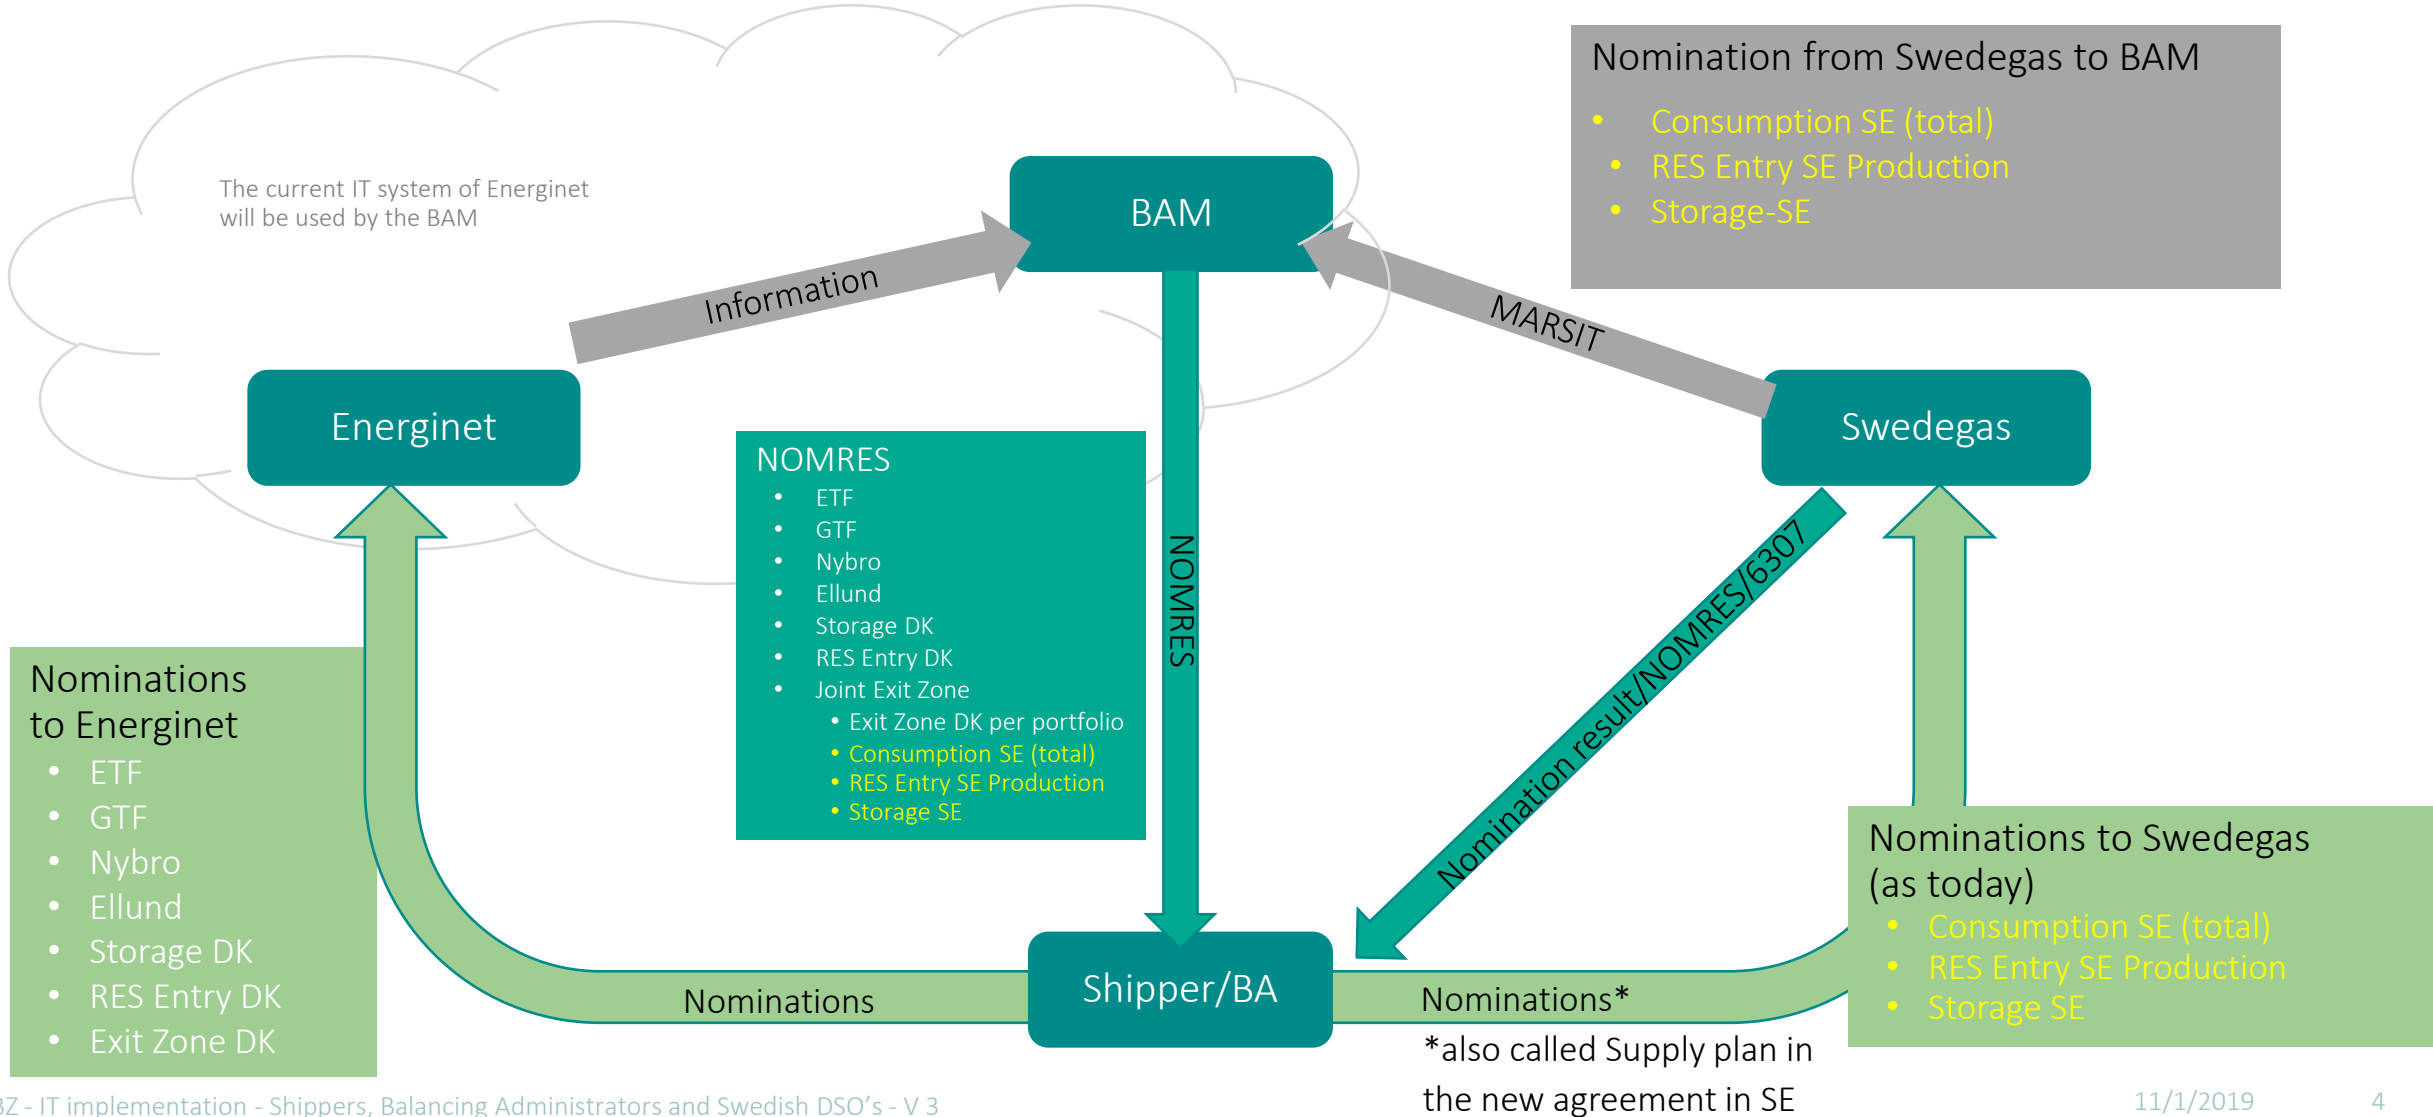 Nomination from Swedegas to BAM
• Consumption SE (total)
• RES Entry SE Production
• Storage-SE
The current IT system of Energinet
will be used by the BAM
BAM
Information
MARSIT
Energinet
Swedegas
NOMRES
• ETF
• GTF
• Nybro
• Ellund
• Storage DK
• RES Entry DK
• Joint Exit Zone
• Exit Zone DK per portfolio
• Consumption SE (total)
• RES Entry SE Production
• Storage SE
NOMRES
Nomination result/NOMRES/6307
Nominations
to Energinet
• ETF
• GTF
• Nybro
• Ellund
• Storage DK
• RES Entry DK
• Exit Zone DK
Nominations to Swedegas
(as today)
• Consumption SE (total)
• RES Entry SE Production
• Storage SE
Nominations
Shipper/BA
Nominations*
*also called Supply plan in
the new agreement in SE
BZ - IT implementation - Shippers, Balancing Administrators and Swedish DSO's - V 3
11/1/2019
4